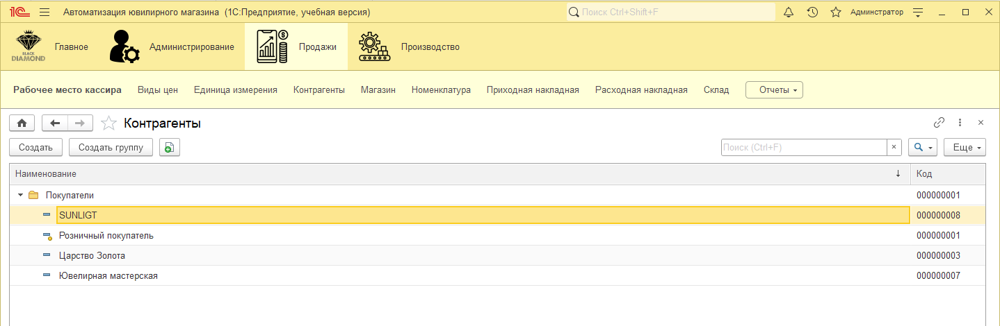 1С Автоматизация ювилирного магазина (1С:Предприятие, учебная версия) Поиск Ctrl+Shift+F Админстратор
BLACK DIAMOND Главное Администрирование Продажи Производство
Рабочее место кассира Виды цен Единица измерения Контрагенты Магазин Номенклатура Приходная накладная Расходная накладная Склад Отчеты
Контрагенты
Создать Создать группу Поиск (Ctrl+F) × Еще
Наименование ↓ Код
Покупатели 000000001
SUNLIGT 000000008
Розничный покупатель 000000001
Царство Золота 000000003
Ювелирная мастерская 000000007